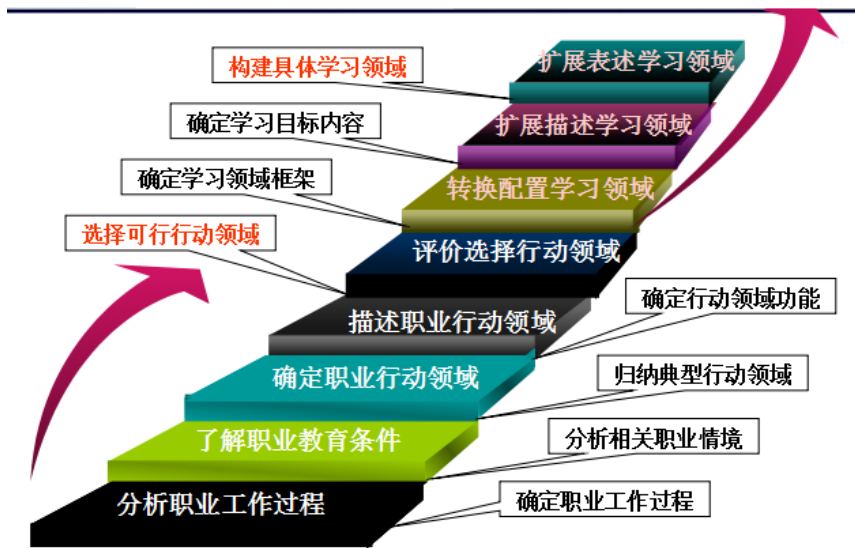 扩展表述学习领域
构建具体学习领域
扩展描述学习领域
确定学习目标内容
转换配置学习领域
确定学习领域框架
选择可行行动领域
评价选择行动领域
确定行动领域功能
描述职业行动领域
确定职业行动领域
归纳典型行动领域
了解职业教育条件
分析相关职业情境
分析职业工作过程
确定职业工作过程